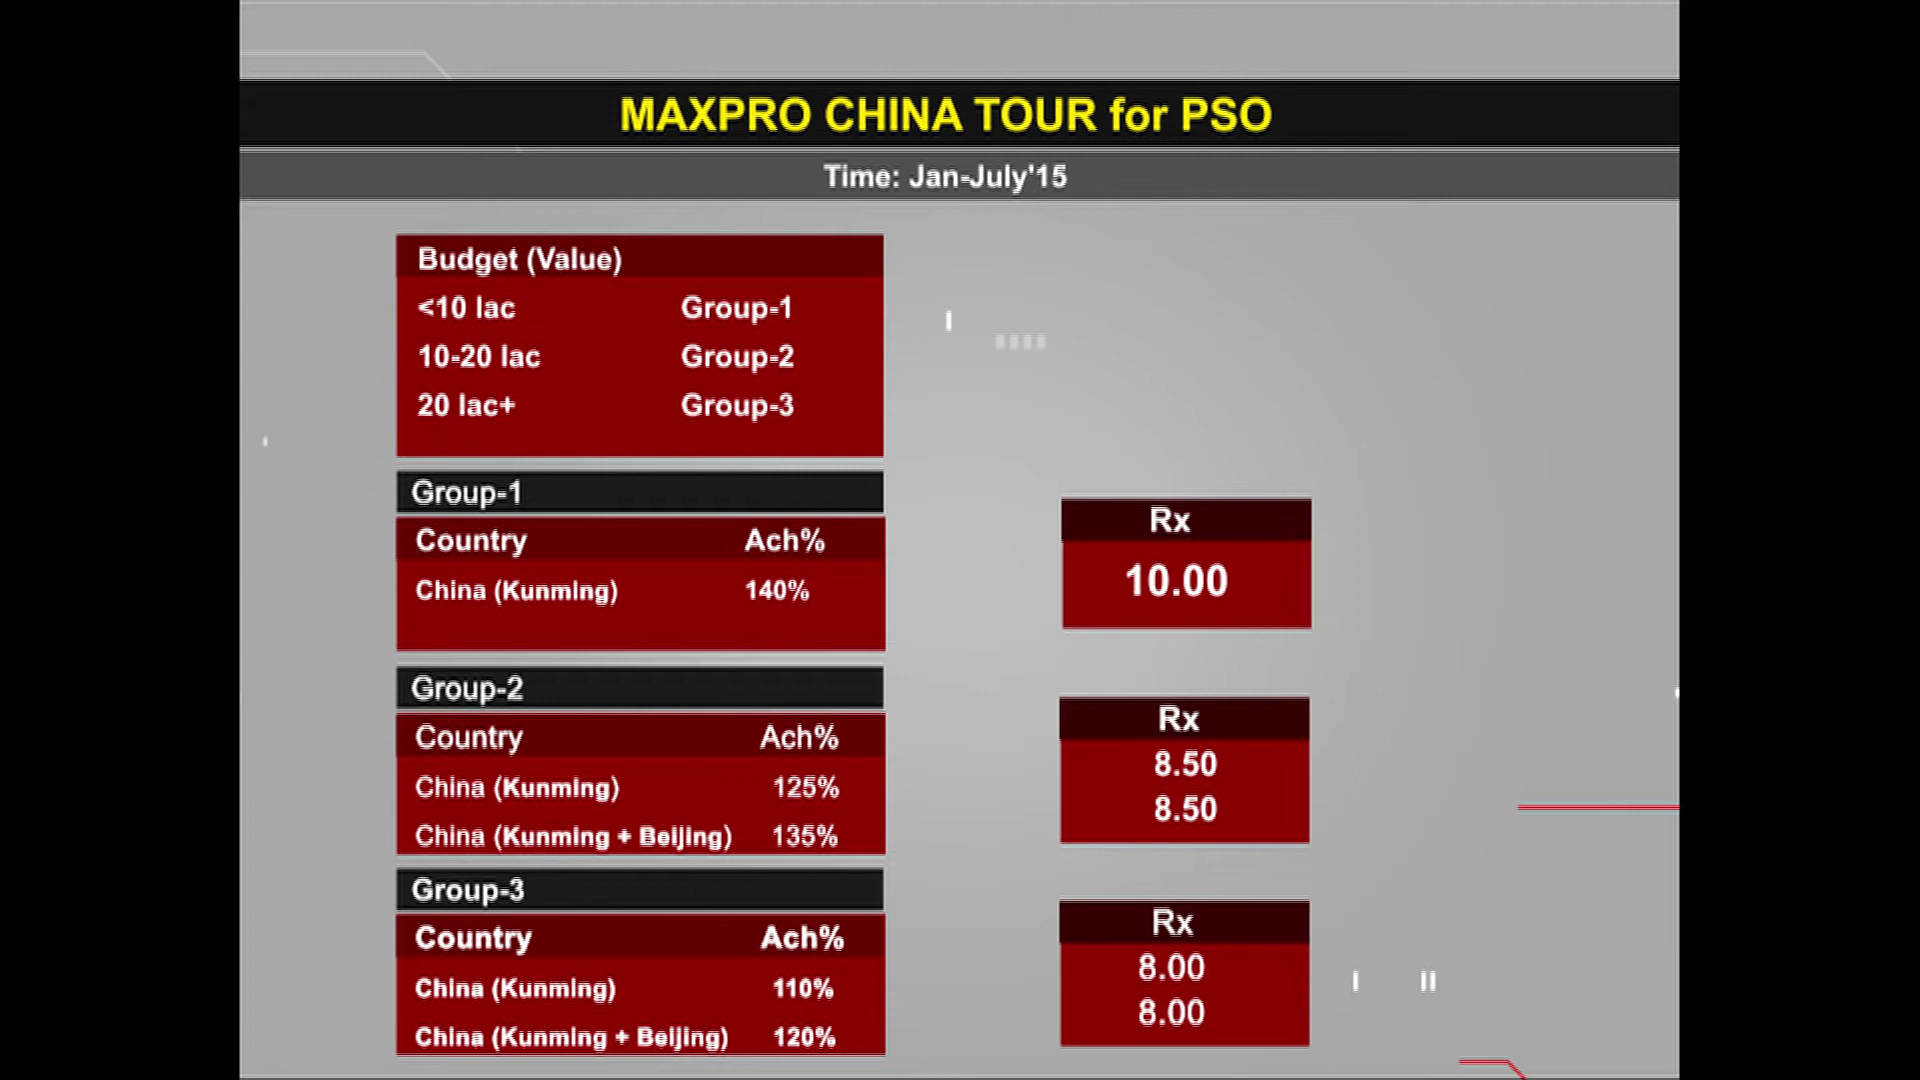 MAXPRO CHINA TOUR for PSO
Time: Jan-July'15
Budget (Value)
<10 lac Group-1
10-20 lac Group-2
20 lac+ Group-3
Group-1
Country Ach%
China (Kunming) 140%
Rx
10.00
Group-2
Country Ach%
China (Kunming) 125%
China (Kunming + Beijing) 135%
Rx
8.50
8.50
Group-3
Country Ach%
China (Kunming) 110%
China (Kunming + Beijing) 120%
Rx
8.00
8.00